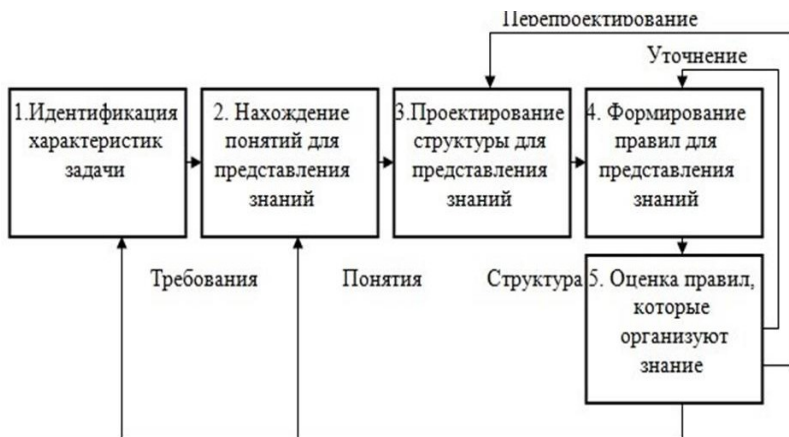 Перепроектирование
Уточнение
1.Идентификация
характеристик
задачи
2. Нахождение
понятий для
представления
знаний
3.Проектирование
структуры для
представления
знаний
4. Формирование
правил для
представления
знаний
Требования
Понятия
Структура
5. Оценка правил,
которые
организуют
знание